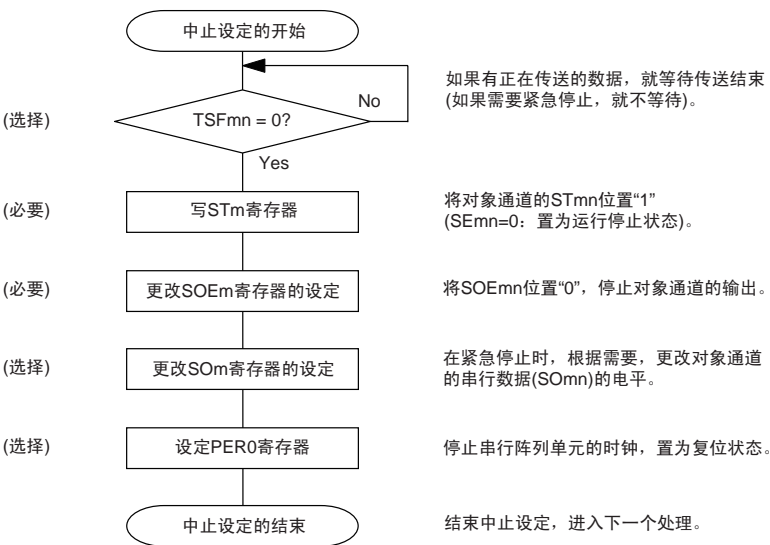 中止设定的开始
如果有正在传送的数据，就等待传送结束
(如果需要紧急停止，就不等待)。
No
(选择)
TSFmn = 0?
Yes
(必要)
写STm寄存器
将对象通道的STmn位置“1”
(SEmn=0：置为运行停止状态)。
(必要)
更改SOEm寄存器的设定
将SOEmn位置“0”，停止对象通道的输出。
(选择)
更改SOm寄存器的设定
在紧急停止时，根据需要，更改对象通道
的串行数据(SOmn)的电平。
(选择)
设定PER0寄存器
停止串行阵列单元的时钟，置为复位状态。
中止设定的结束
结束中止设定，进入下一个处理。